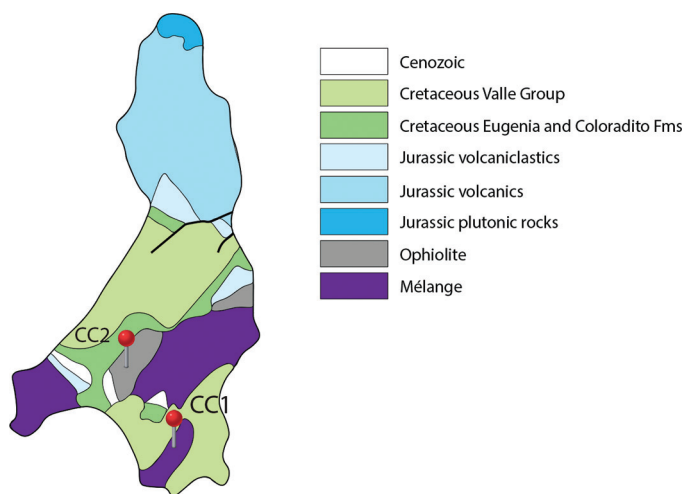 Cenozoic
Cretaceous Valle Group
Cretaceous Eugenia and Coloradito Fms
Jurassic volcaniclastics
Jurassic volcanics
Jurassic plutonic rocks
Ophiolite
Mélange
CC2
CC1